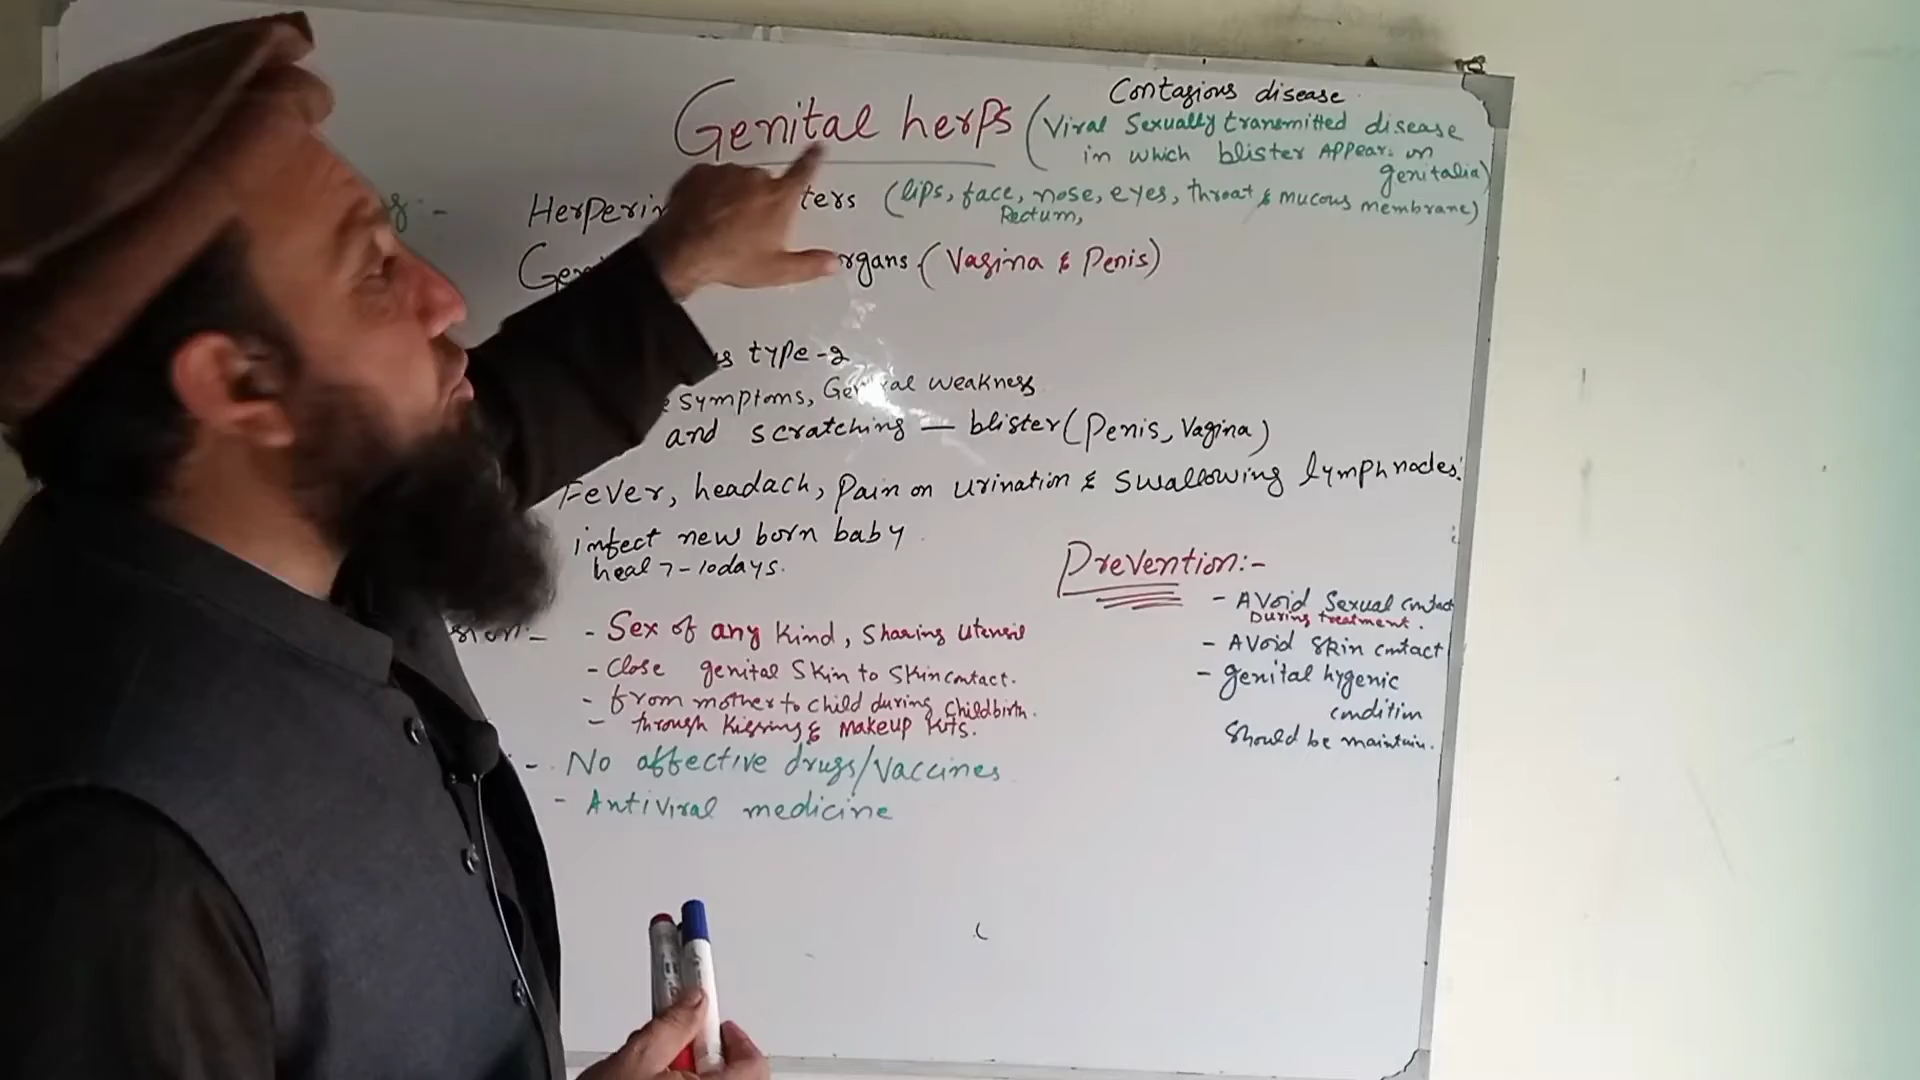 Contagious disease
Genital herps (Viral Sexually transmitted disease
in which blister Appear on
genitalia)
ters (lips, face, nose, eyes, throat & mucous membrane)
Rectum,
rgans (Vagina & Penis)
type -2
symptoms, General weakness
and scratching — blister (Penis, Vagina)
Fever, headach, Pain on urination & Swallowing lymph nodes.
infect new born baby
heal 7-10days.
Prevention:-
- Avoid Sexual contact
During treatment.
- Avoid skin contact
- genital hygenic
condition
Should be maintain.
- Sex of any kind, Sharing utensil
- Close genital Skin to Skin contact.
- from mother to child during childbirth.
- through Kissing & makeup kits.
- No affective drugs/vaccines
- Antiviral medicine